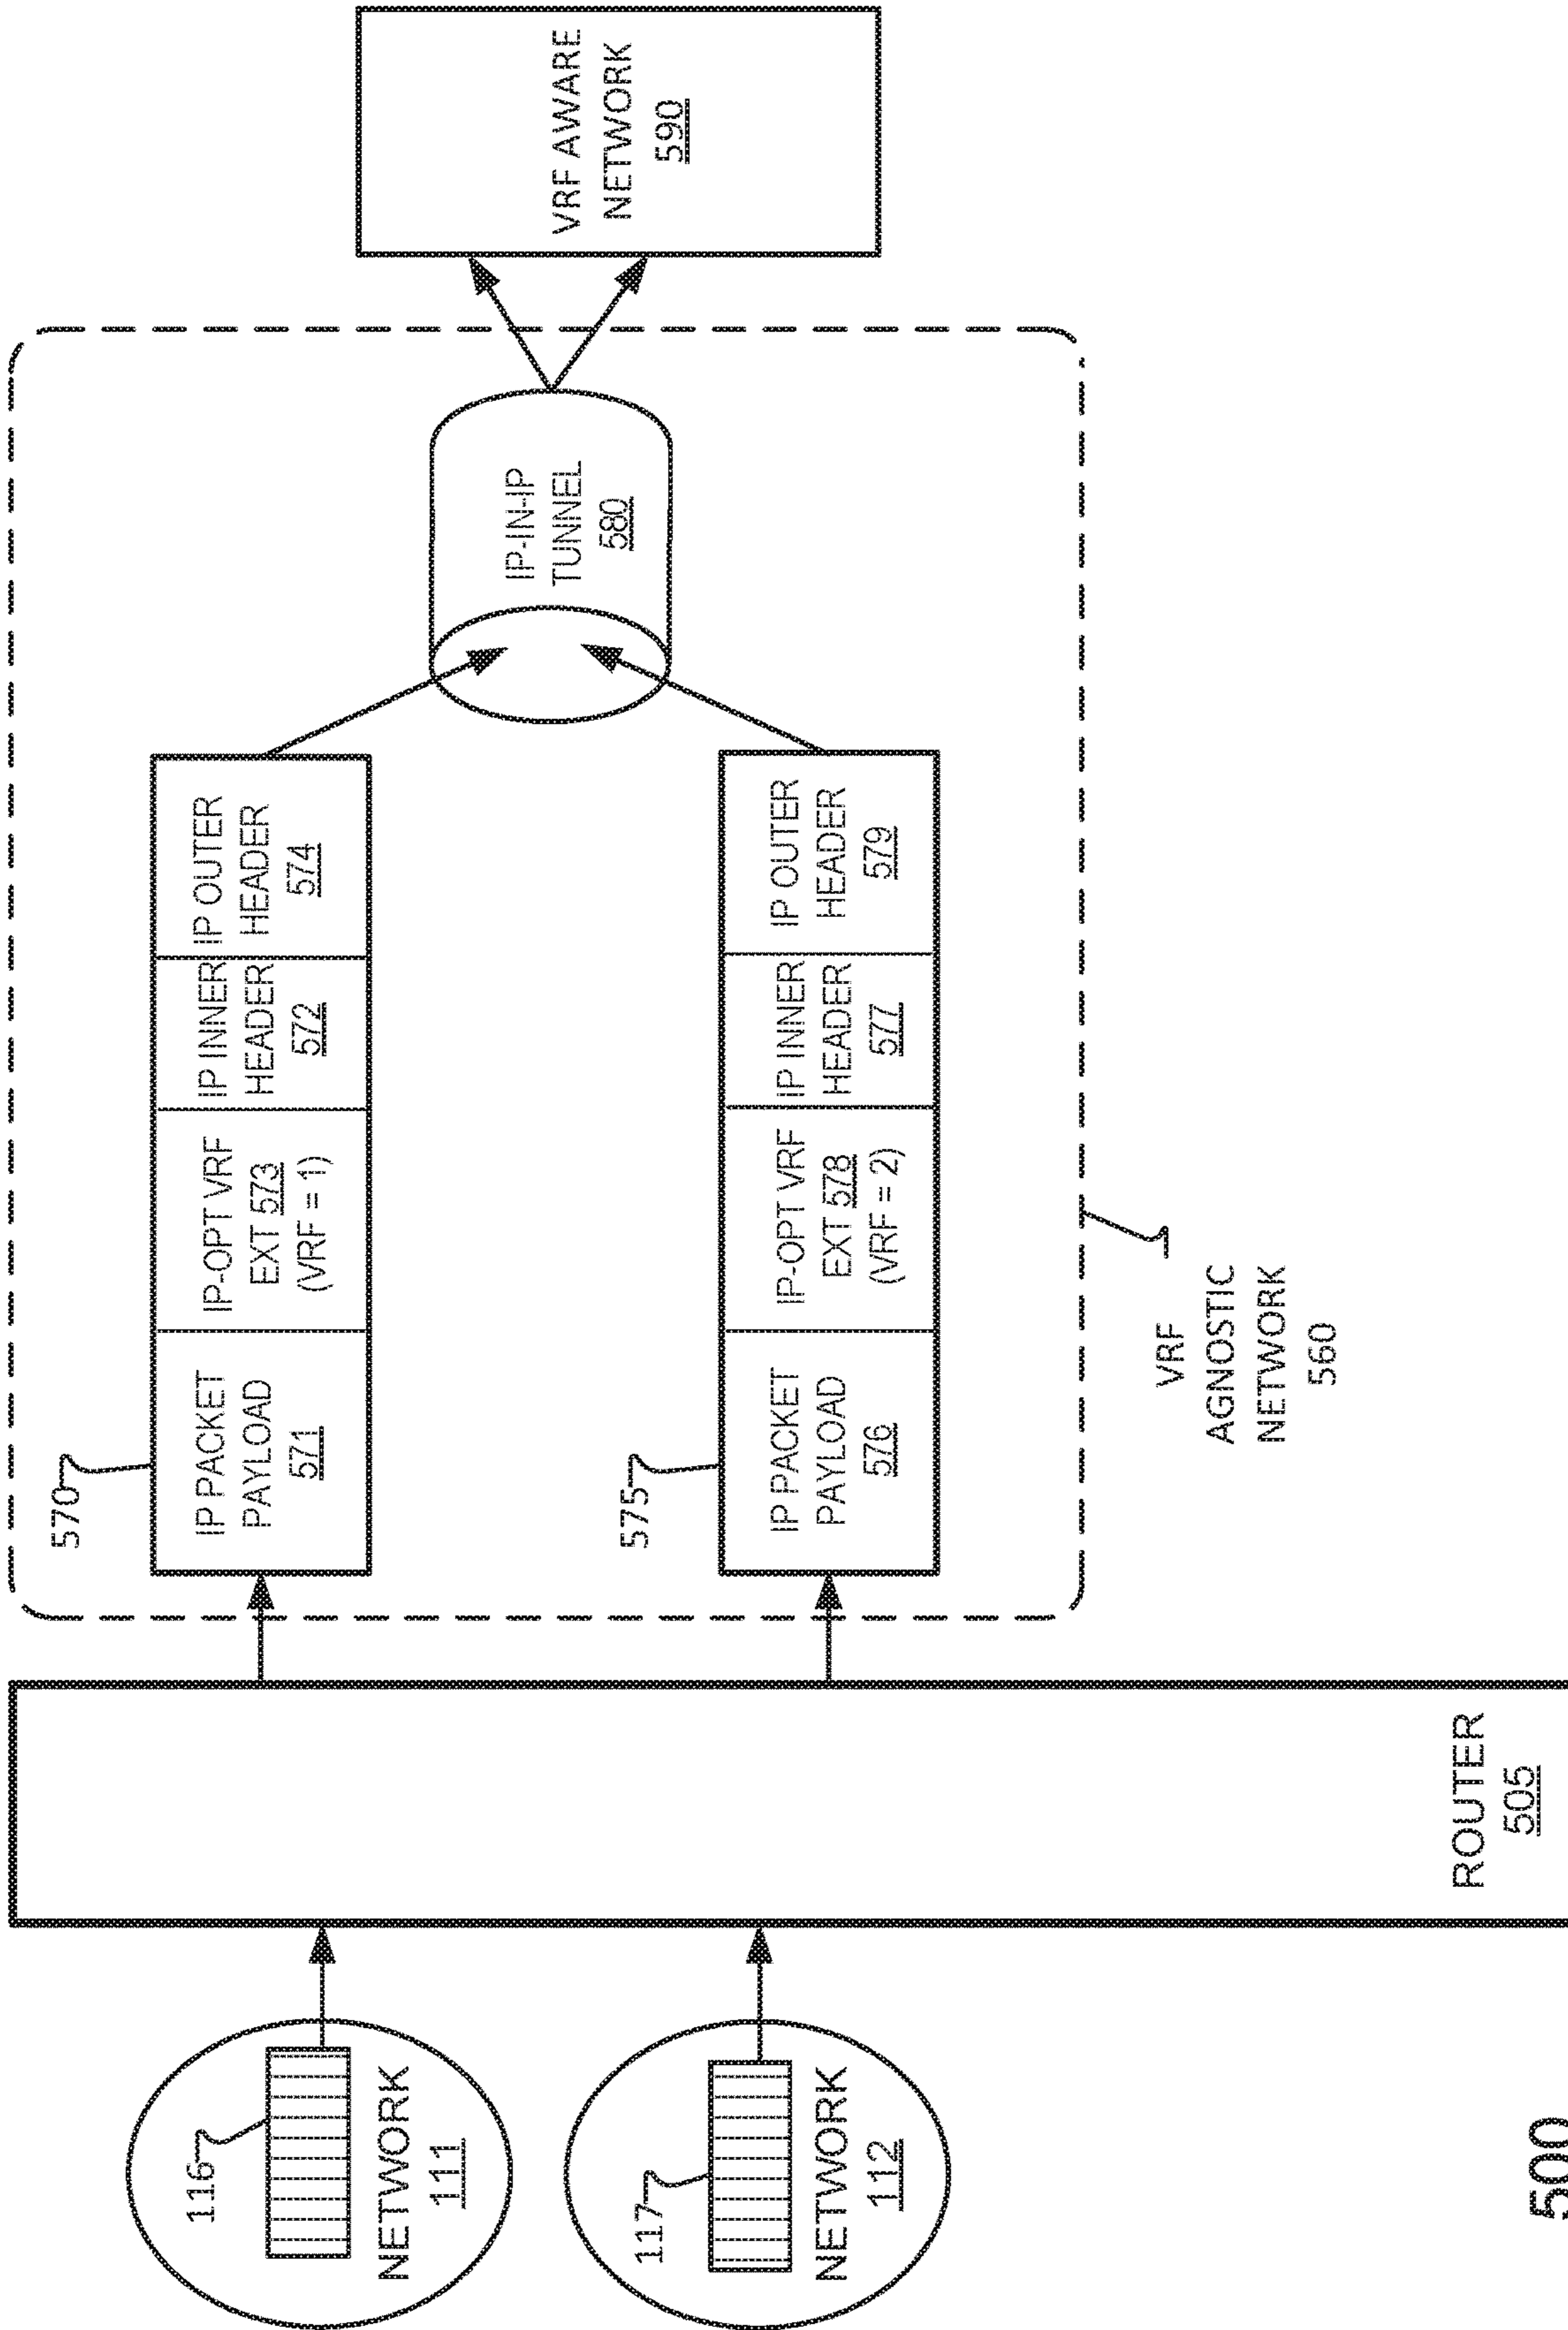 116
NETWORK
111
117
NETWORK
112
500
ROUTER
505
570
IP PACKET
PAYLOAD
571
IP-OPT VRF
EXT 573
(VRF = 1)
IP INNER
HEADER
572
IP OUTER
HEADER
574
575
IP PACKET
PAYLOAD
576
IP-OPT VRF
EXT 578
(VRF = 2)
IP INNER
HEADER
577
IP OUTER
HEADER
579
IP-IN-IP
TUNNEL
580
VRF
AGNOSTIC
NETWORK
560
VRF AWARE
NETWORK
590